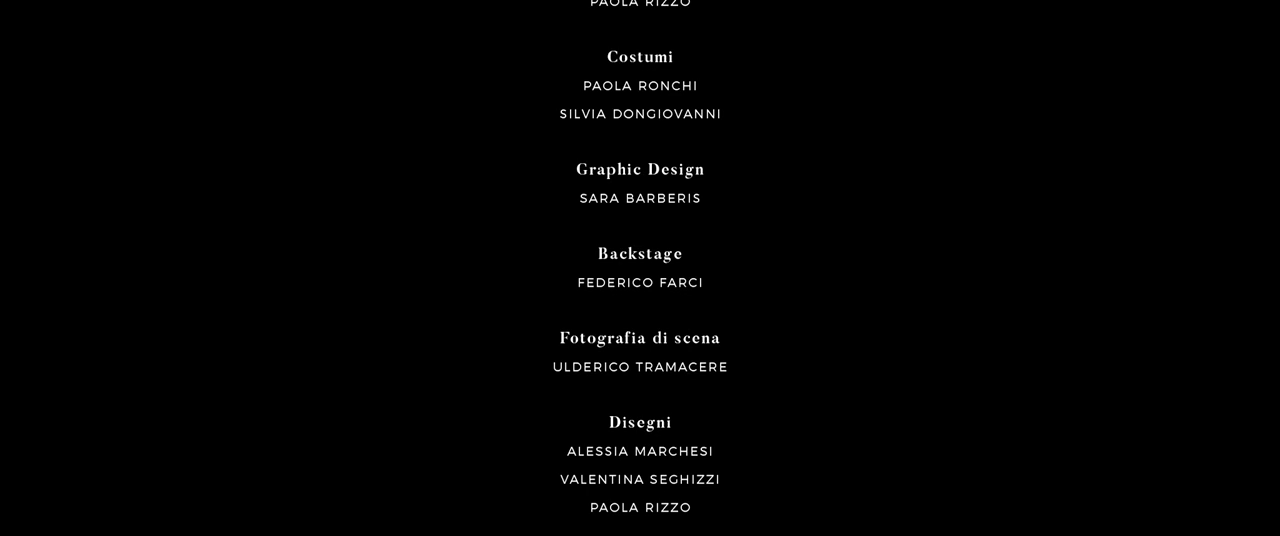 PAOLA RIZZO
Costumi
PAOLA RONCHI
SILVIA DONGIOVANNI
Graphic Design
SARA BARBERIS
Backstage
FEDERICO FARCI
Fotografia di scena
ULDERICO TRAMACERE
Disegni
ALESSIA MARCHESI
VALENTINA SEGHIZZI
PAOLA RIZZO